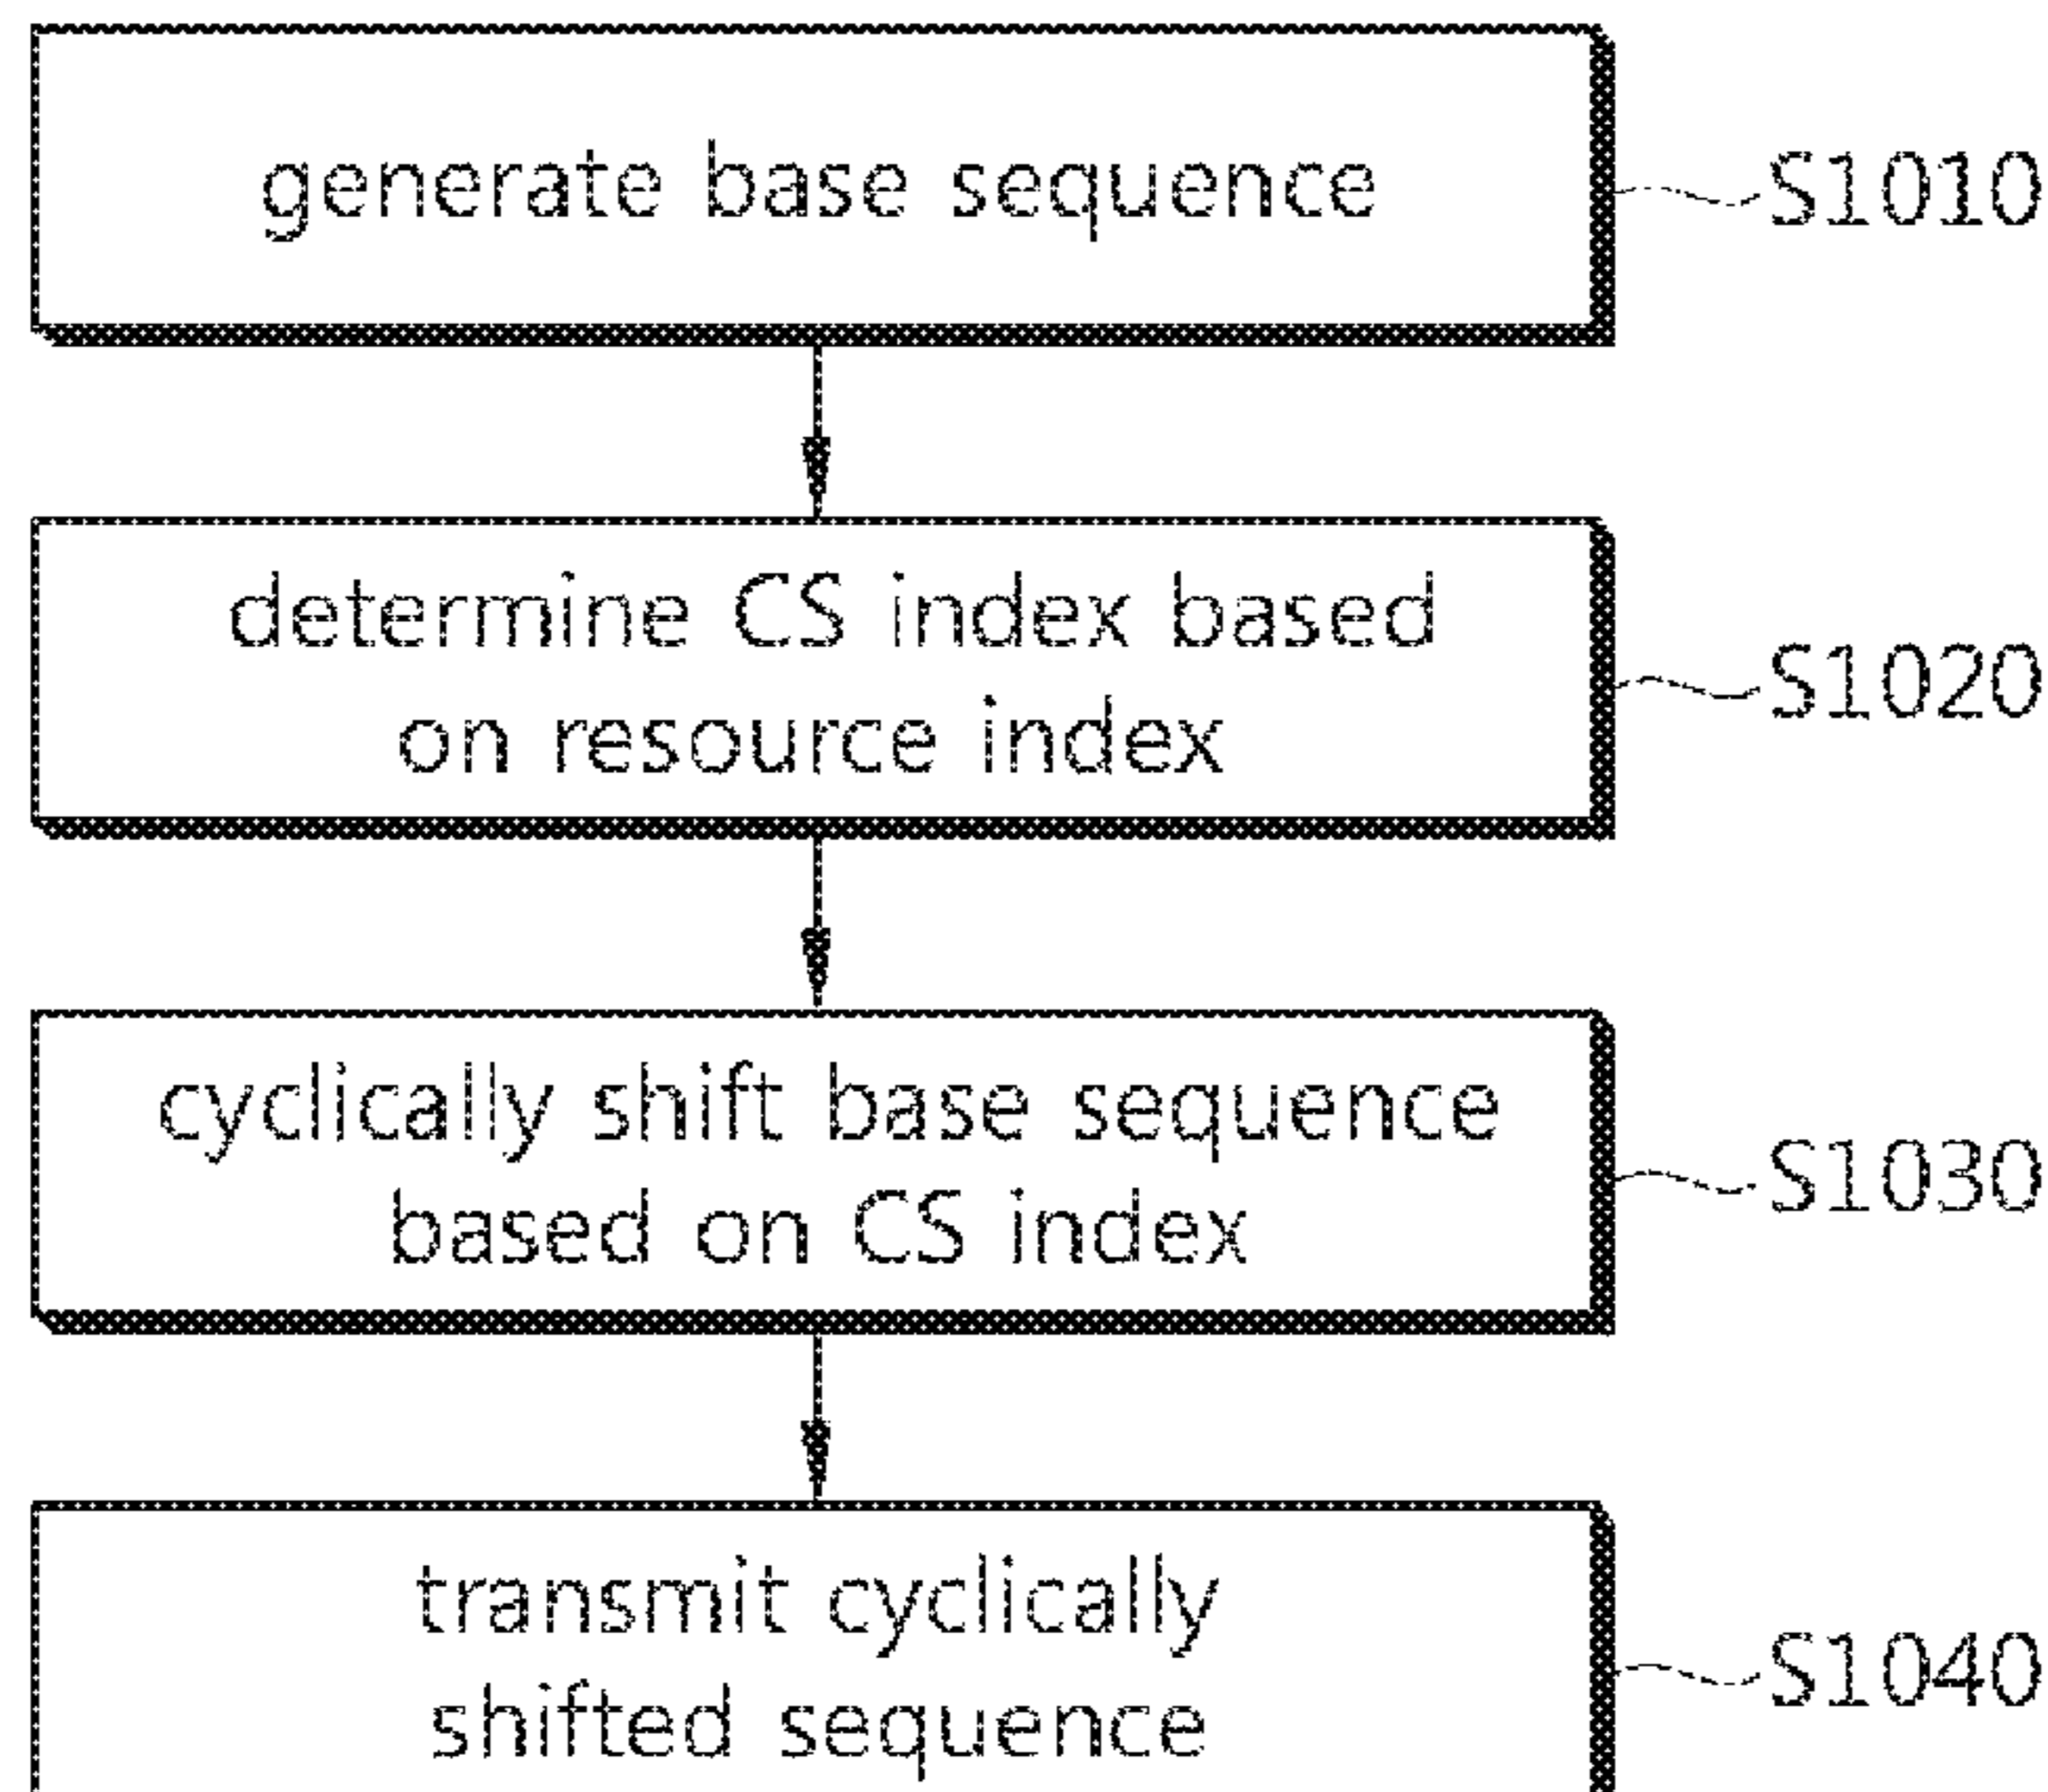 generate base sequence
S1010
determine CS index based
on resource index
S1020
cyclically shift base sequence
based on CS index
S1030
transmit cyclically
shifted sequence
S1040